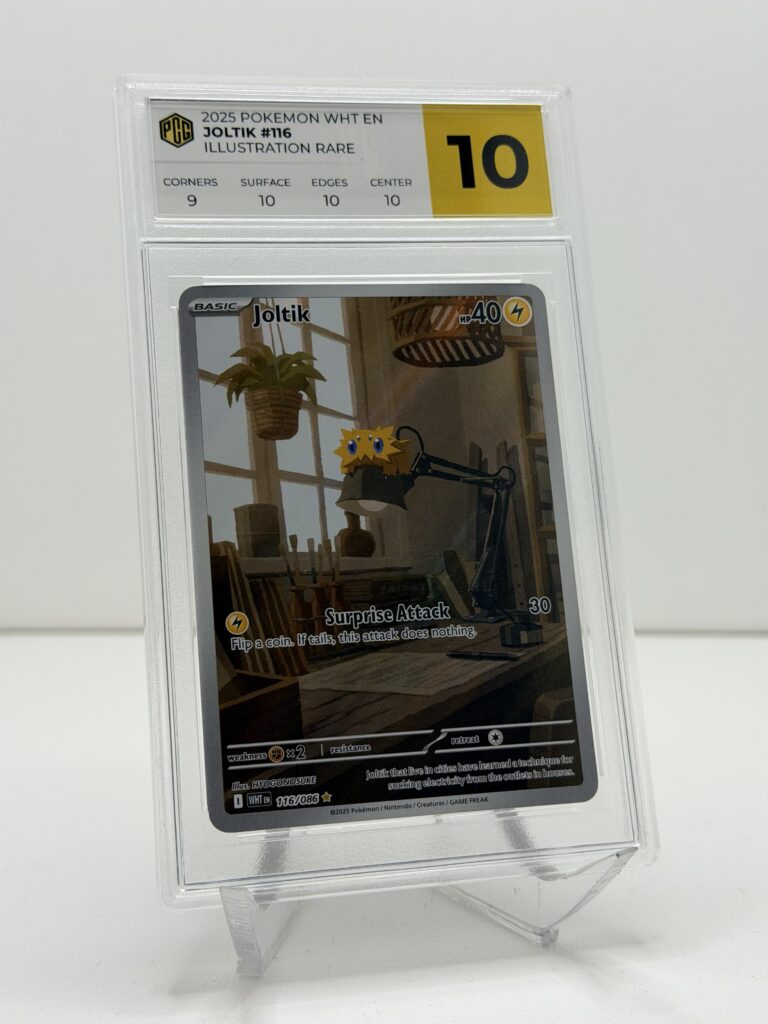 PCG
2025 POKEMON WHT EN
JOLTIK #116
ILLUSTRATION RARE
CORNERS SURFACE EDGES CENTER
9 10 10 10
10
BASIC Joltik HP40
Surprise Attack 30
Flip a coin. If tails, this attack does nothing.
weakness ×2 resistance retreat
Joltik that live in cities have learned a technique for
sucking electricity from the outlets in houses.
Illus. HYOGONOSUKE
I WHT EN 116/086
©2025 Pokémon / Nintendo / Creatures / GAME FREAK